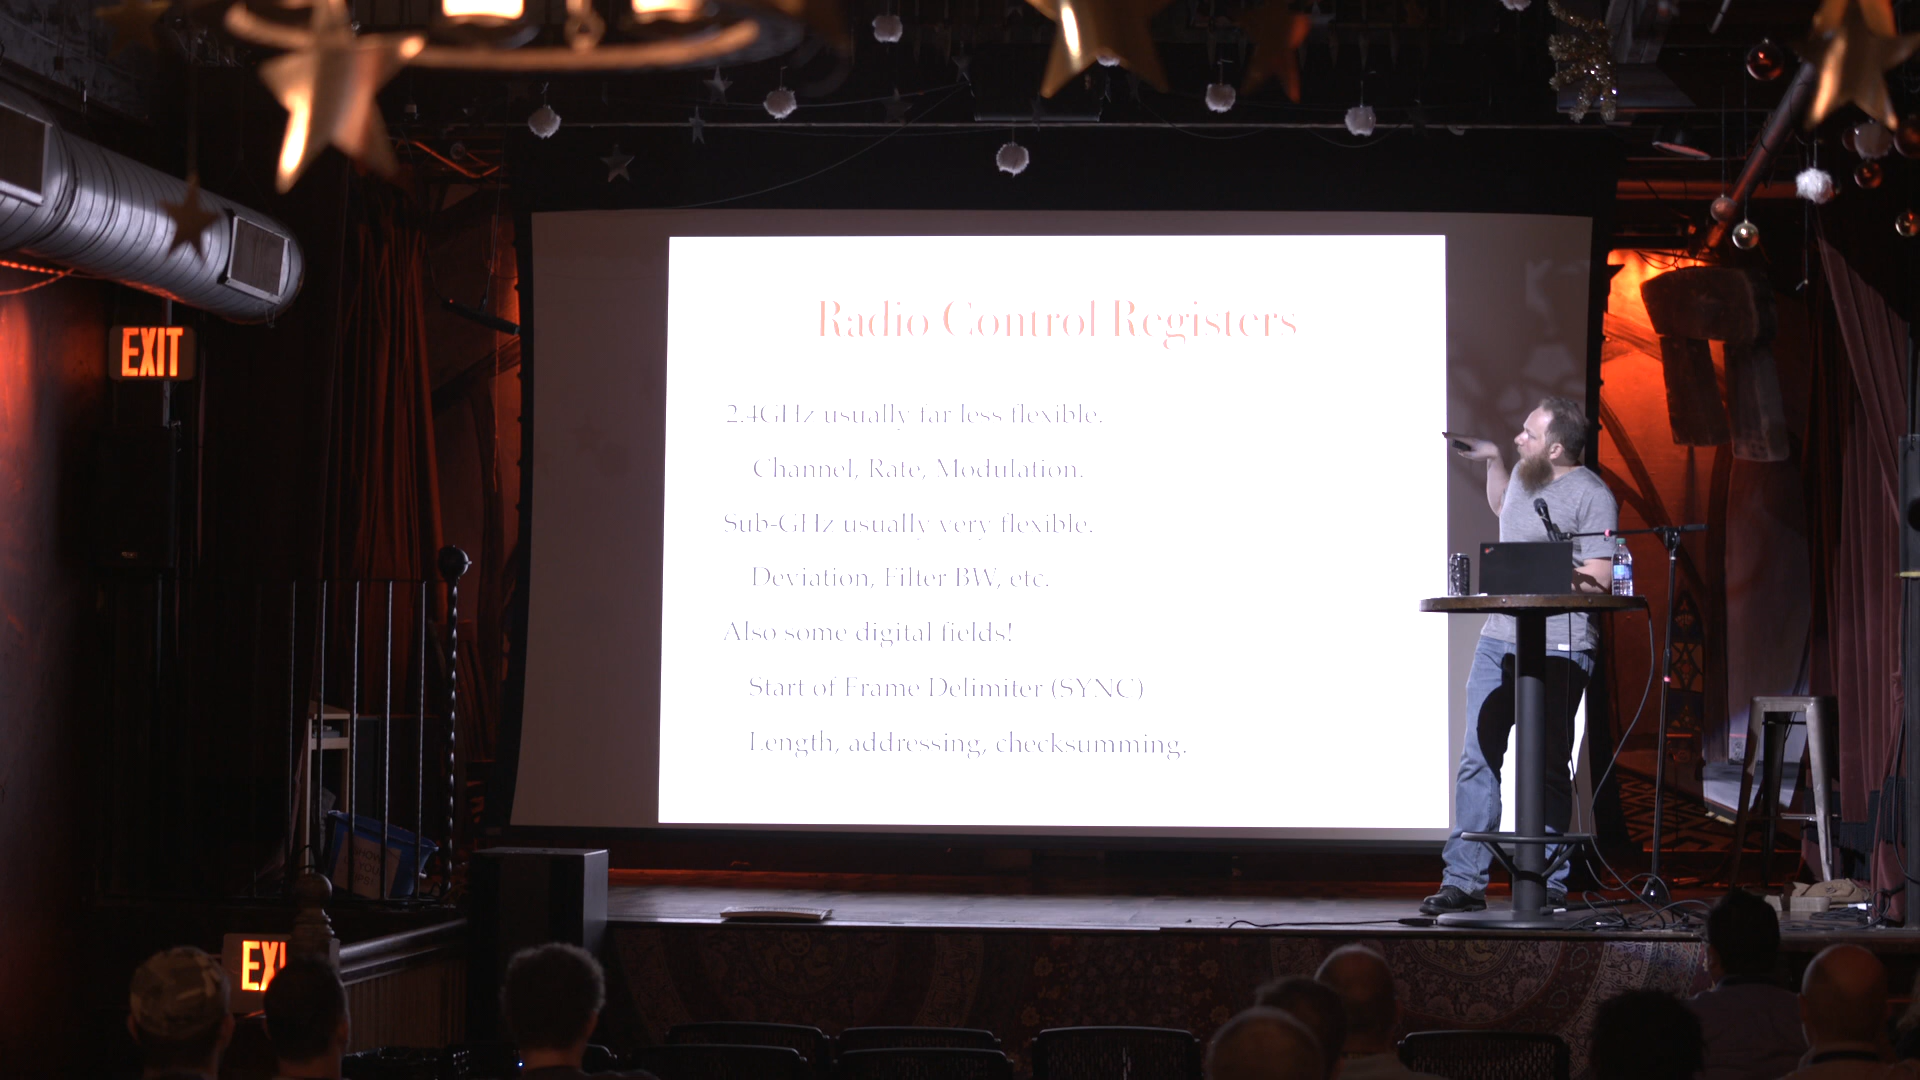 EXIT
Radio Control Registers
2.4GHz usually far less flexible.
Channel, Rate, Modulation.
Sub-GHz usually very flexible.
Deviation, Filter BW, etc.
Also some digital fields!
Start of Frame Delimiter (SYNC)
Length, addressing, checksumming.
EXI